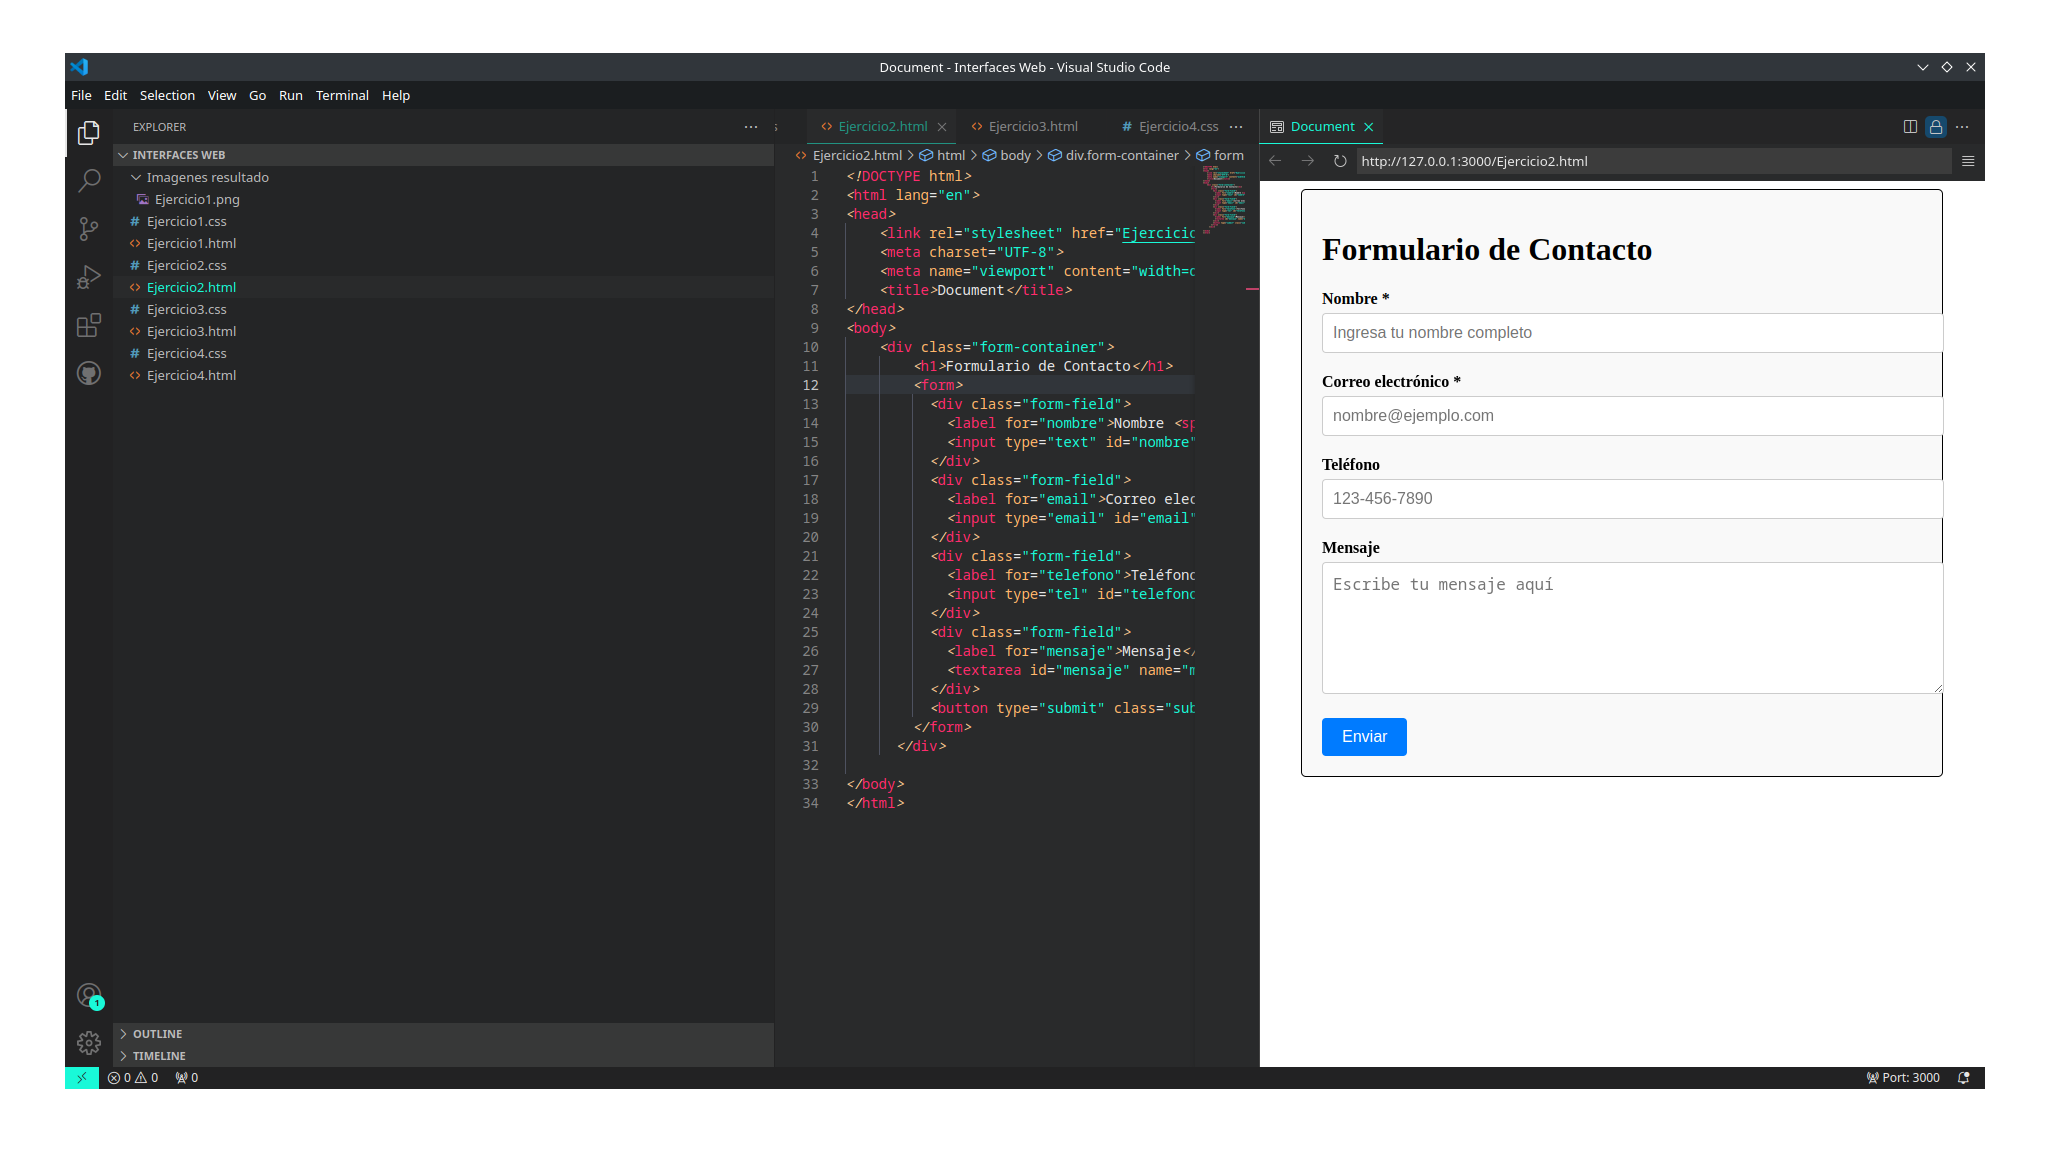 Document - Interfaces Web - Visual Studio Code
File Edit Selection View Go Run Terminal Help
EXPLORER
INTERFACES WEB
Imagenes resultado
Ejercicio1.png
# Ejercicio1.css
<> Ejercicio1.html
# Ejercicio2.css
<> Ejercicio2.html
# Ejercicio3.css
<> Ejercicio3.html
# Ejercicio4.css
<> Ejercicio4.html
OUTLINE
TIMELINE
s <> Ejercicio2.html <> Ejercicio3.html # Ejercicio4.css ...
<> Ejercicio2.html > html > body > div.form-container > form
1 <!DOCTYPE html>
2 <html lang="en">
3 <head>
4 <link rel="stylesheet" href="Ejercicio
5 <meta charset="UTF-8">
6 <meta name="viewport" content="width=d
7 <title>Document</title>
8 </head>
9 <body>
10 <div class="form-container">
11 <h1>Formulario de Contacto</h1>
12 <form>
13 <div class="form-field">
14 <label for="nombre">Nombre <sp
15 <input type="text" id="nombre"
16 </div>
17 <div class="form-field">
18 <label for="email">Correo elec
19 <input type="email" id="email"
20 </div>
21 <div class="form-field">
22 <label for="telefono">Teléfono
23 <input type="tel" id="telefono
24 </div>
25 <div class="form-field">
26 <label for="mensaje">Mensaje</
27 <textarea id="mensaje" name="m
28 </div>
29 <button type="submit" class="sub
30 </form>
31 </div>
32
33 </body>
34 </html>
Document
http://127.0.0.1:3000/Ejercicio2.html
Formulario de Contacto
Nombre *
Ingresa tu nombre completo
Correo electrónico *
nombre@ejemplo.com
Teléfono
123-456-7890
Mensaje
Escribe tu mensaje aquí
Enviar
1
0 0 0
Port: 3000